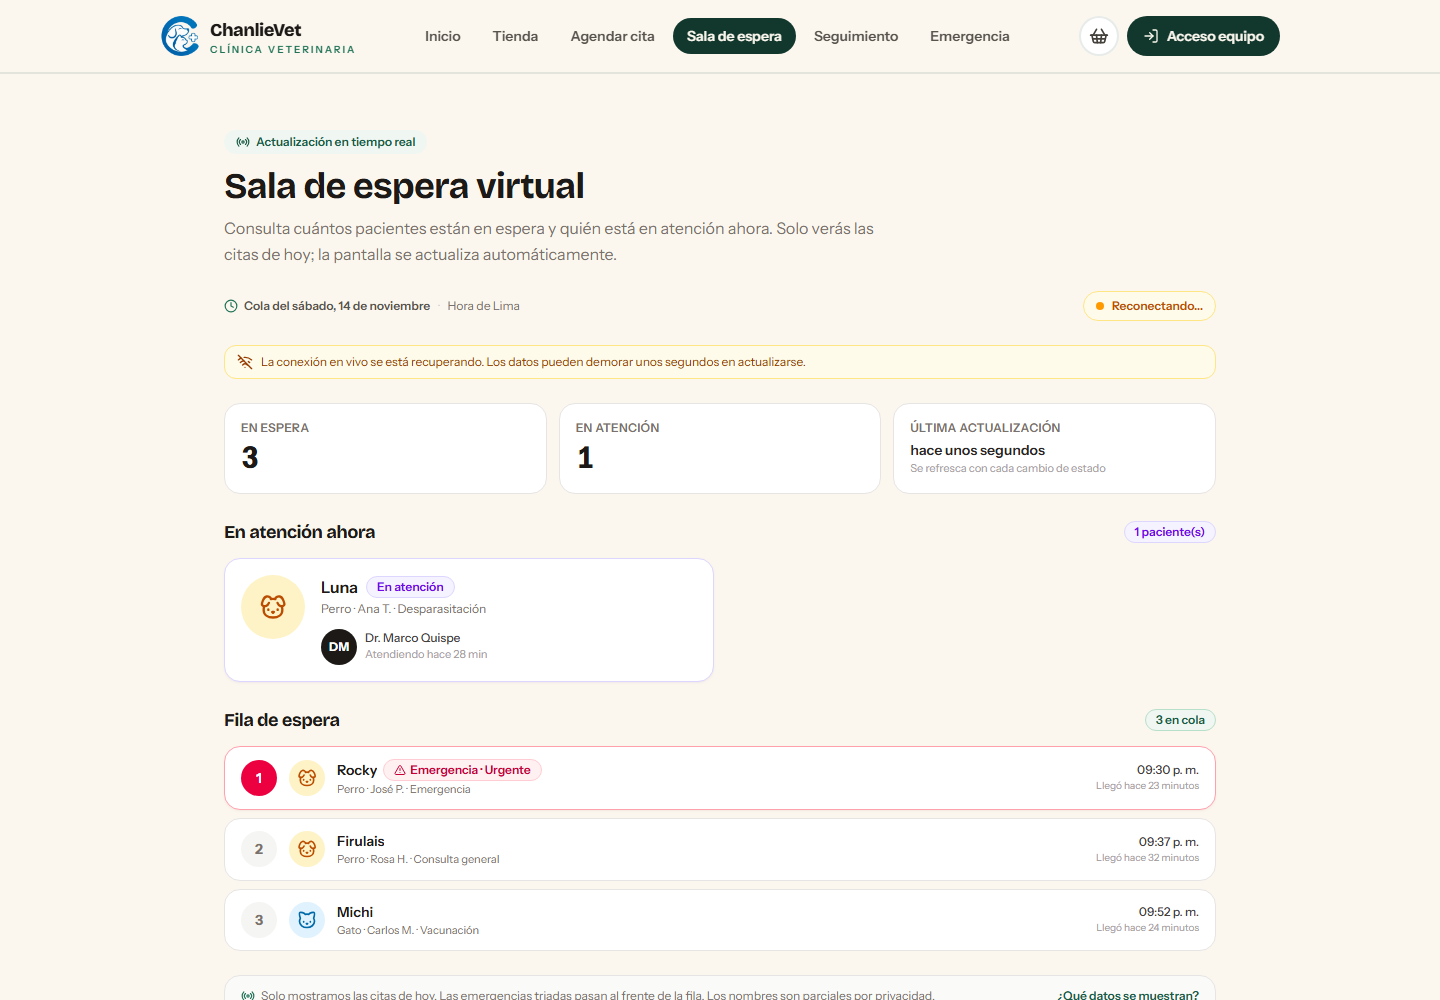 ChanlieVet
CLÍNICA VETERINARIA
Inicio
Tienda
Agendar cita
Sala de espera
Seguimiento
Emergencia
Acceso equipo
Actualización en tiempo real
Sala de espera virtual
Consulta cuántos pacientes están en espera y quién está en atención ahora. Solo verás las
citas de hoy; la pantalla se actualiza automáticamente.
Cola del sábado, 14 de noviembre · Hora de Lima
Reconectando...
La conexión en vivo se está recuperando. Los datos pueden demorar unos segundos en actualizarse.
EN ESPERA
3
EN ATENCIÓN
1
ÚLTIMA ACTUALIZACIÓN
hace unos segundos
Se refresca con cada cambio de estado
En atención ahora
1 paciente(s)
Luna
En atención
Perro · Ana T. · Desparasitación
DM
Dr. Marco Quispe
Atendiendo hace 28 min
Fila de espera
3 en cola
1
Rocky
Emergencia · Urgente
Perro · José P. · Emergencia
09:30 p. m.
Llegó hace 23 minutos
2
Firulais
Perro · Rosa H. · Consulta general
09:37 p. m.
Llegó hace 32 minutos
3
Michi
Gato · Carlos M. · Vacunación
09:52 p. m.
Llegó hace 24 minutos
Solo mostramos las citas de hoy. Las emergencias triadas pasan al frente de la fila. Los nombres son parciales por privacidad.
¿Qué datos se muestran?